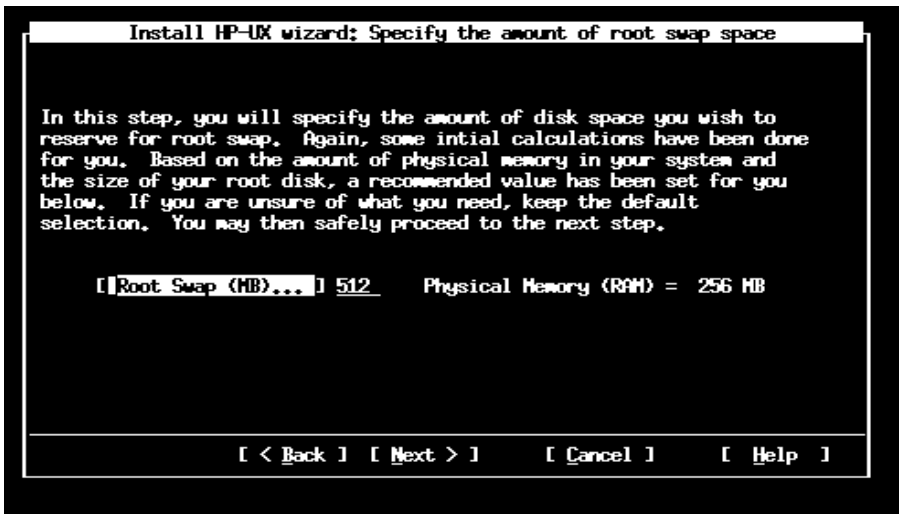 Install HP-UX wizard: Specify the amount of root swap space
In this step, you will specify the amount of disk space you wish to
reserve for root swap. Again, some intial calculations have been done
for you. Based on the amount of physical memory in your system and
the size of your root disk, a recommended value has been set for you
below. If you are unsure of what you need, keep the default
selection. You may then safely proceed to the next step.
[ Root Swap (MB)... ] 512 Physical Memory (RAM) = 256 MB
[ < Back ] [ Next > ] [ Cancel ] [ Help ]